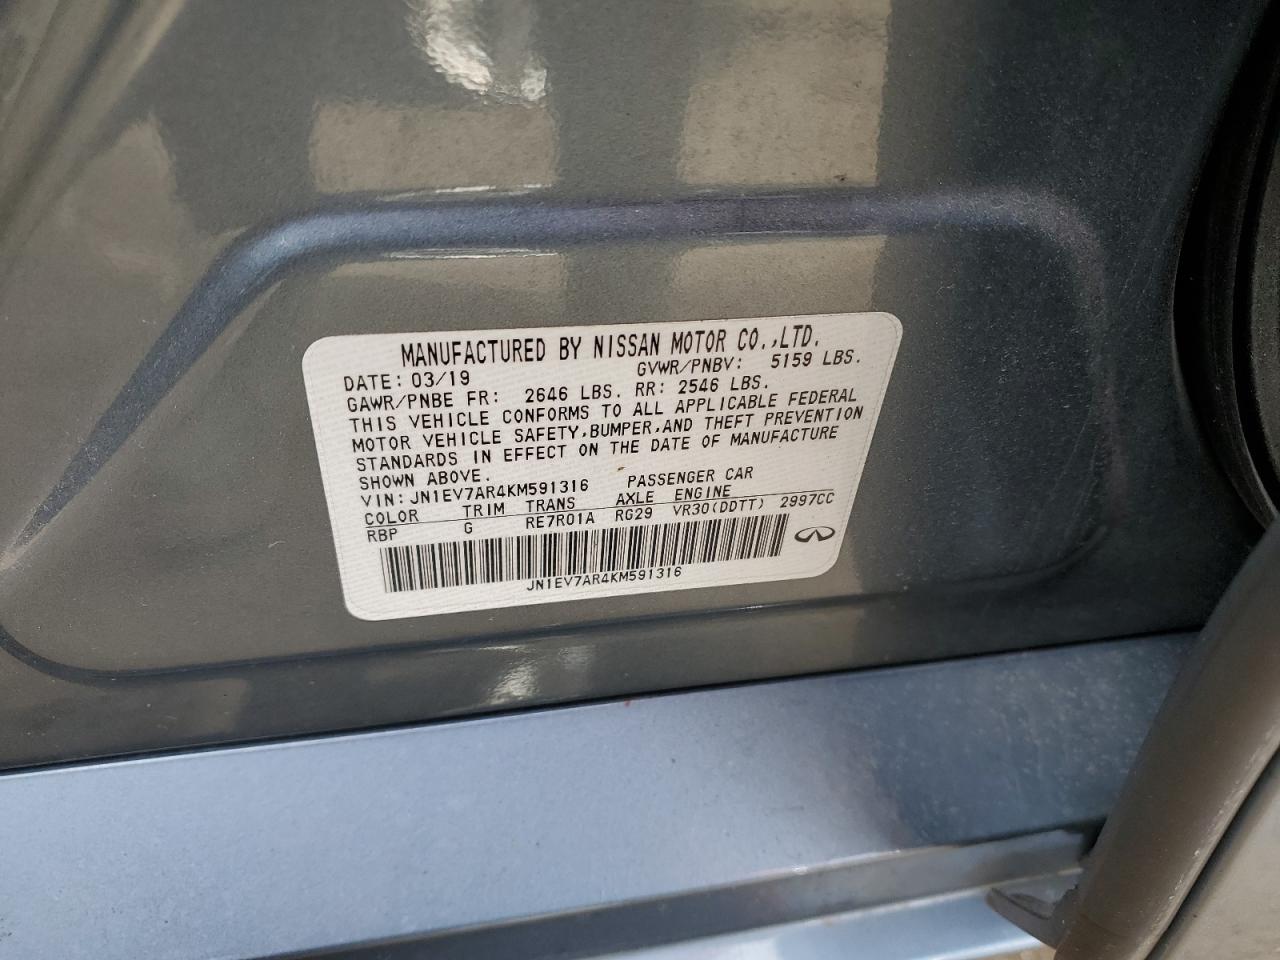 MANUFACTURED BY NISSAN MOTOR CO.,LTD.
DATE: 03/19 GVWR/PNBV: 5159 LBS.
GAWR/PNBE FR: 2646 LBS. RR: 2546 LBS.
THIS VEHICLE CONFORMS TO ALL APPLICABLE FEDERAL
MOTOR VEHICLE SAFETY,BUMPER,AND THEFT PREVENTION
STANDARDS IN EFFECT ON THE DATE OF MANUFACTURE
SHOWN ABOVE.
VIN:JN1EV7AR4KM591316 PASSENGER CAR
COLOR TRIM TRANS AXLE ENGINE
RBP G RE7R01A RG29 VR30(DDTT) 2997CC
JN1EV7AR4KM591316